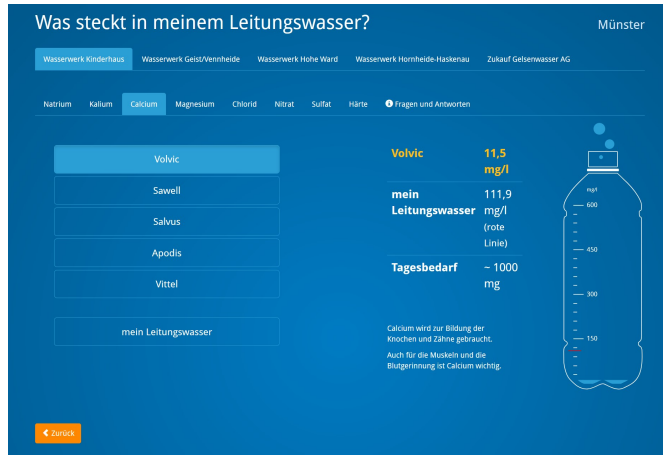 Was steckt in meinem Leitungswasser?
Münster
Wasserwerk Kinderhaus Wasserwerk Geist/Vennheide Wasserwerk Hohe Ward Wasserwerk Hornheide-Haskenau Zukauf Gelsenwasser AG
Natrium Kalium Calcium Magnesium Chlorid Nitrat Sulfat Härte Fragen und Antworten
Volvic
Sawell
Salvus
Apodis
Vittel
mein Leitungswasser
Volvic 11,5
mg/l
mein 111,9
Leitungswasser mg/l
(rote
Linie)
Tagesbedarf ~ 1000
mg
Calcium wird zur Bildung der
Knochen und Zähne gebraucht.
Auch für die Muskeln und die
Blutgerinnung ist Calcium wichtig.
mg/l
600
450
300
150
Zurück